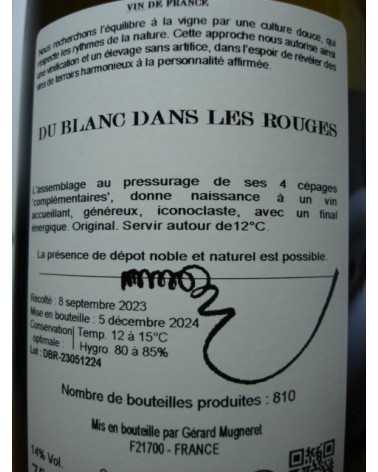 VIN DE FRANCE
Nous recherchons l'équilibre à la vigne par une culture douce, qui
respecte les rythmes de la nature. Cette approche nous autorise ainsi
une vinification et un élevage sans artifice, dans l'espoir de révéler des
vins de terroirs harmonieux à la personnalité affirmée.
DU BLANC DANS LES ROUGES
L'assemblage au pressurage de ses 4 cépages
'complémentaires', donne naissance à un vin
accueillant, généreux, iconoclaste, avec un final
énergique. Original. Servir autour de12°C.
La présence de dépot noble et naturel est possible.
Récolté : 8 septembre 2023
Mise en bouteille : 5 décembre 2024
Conservation Temp. 12 à 15°C
optimale : Hygro. 80 à 85%
Lot : DBR-23051224
Nombre de bouteilles produites : 810
Mis en bouteille par Gérard Mugneret
F21700 - FRANCE
14% Vol.